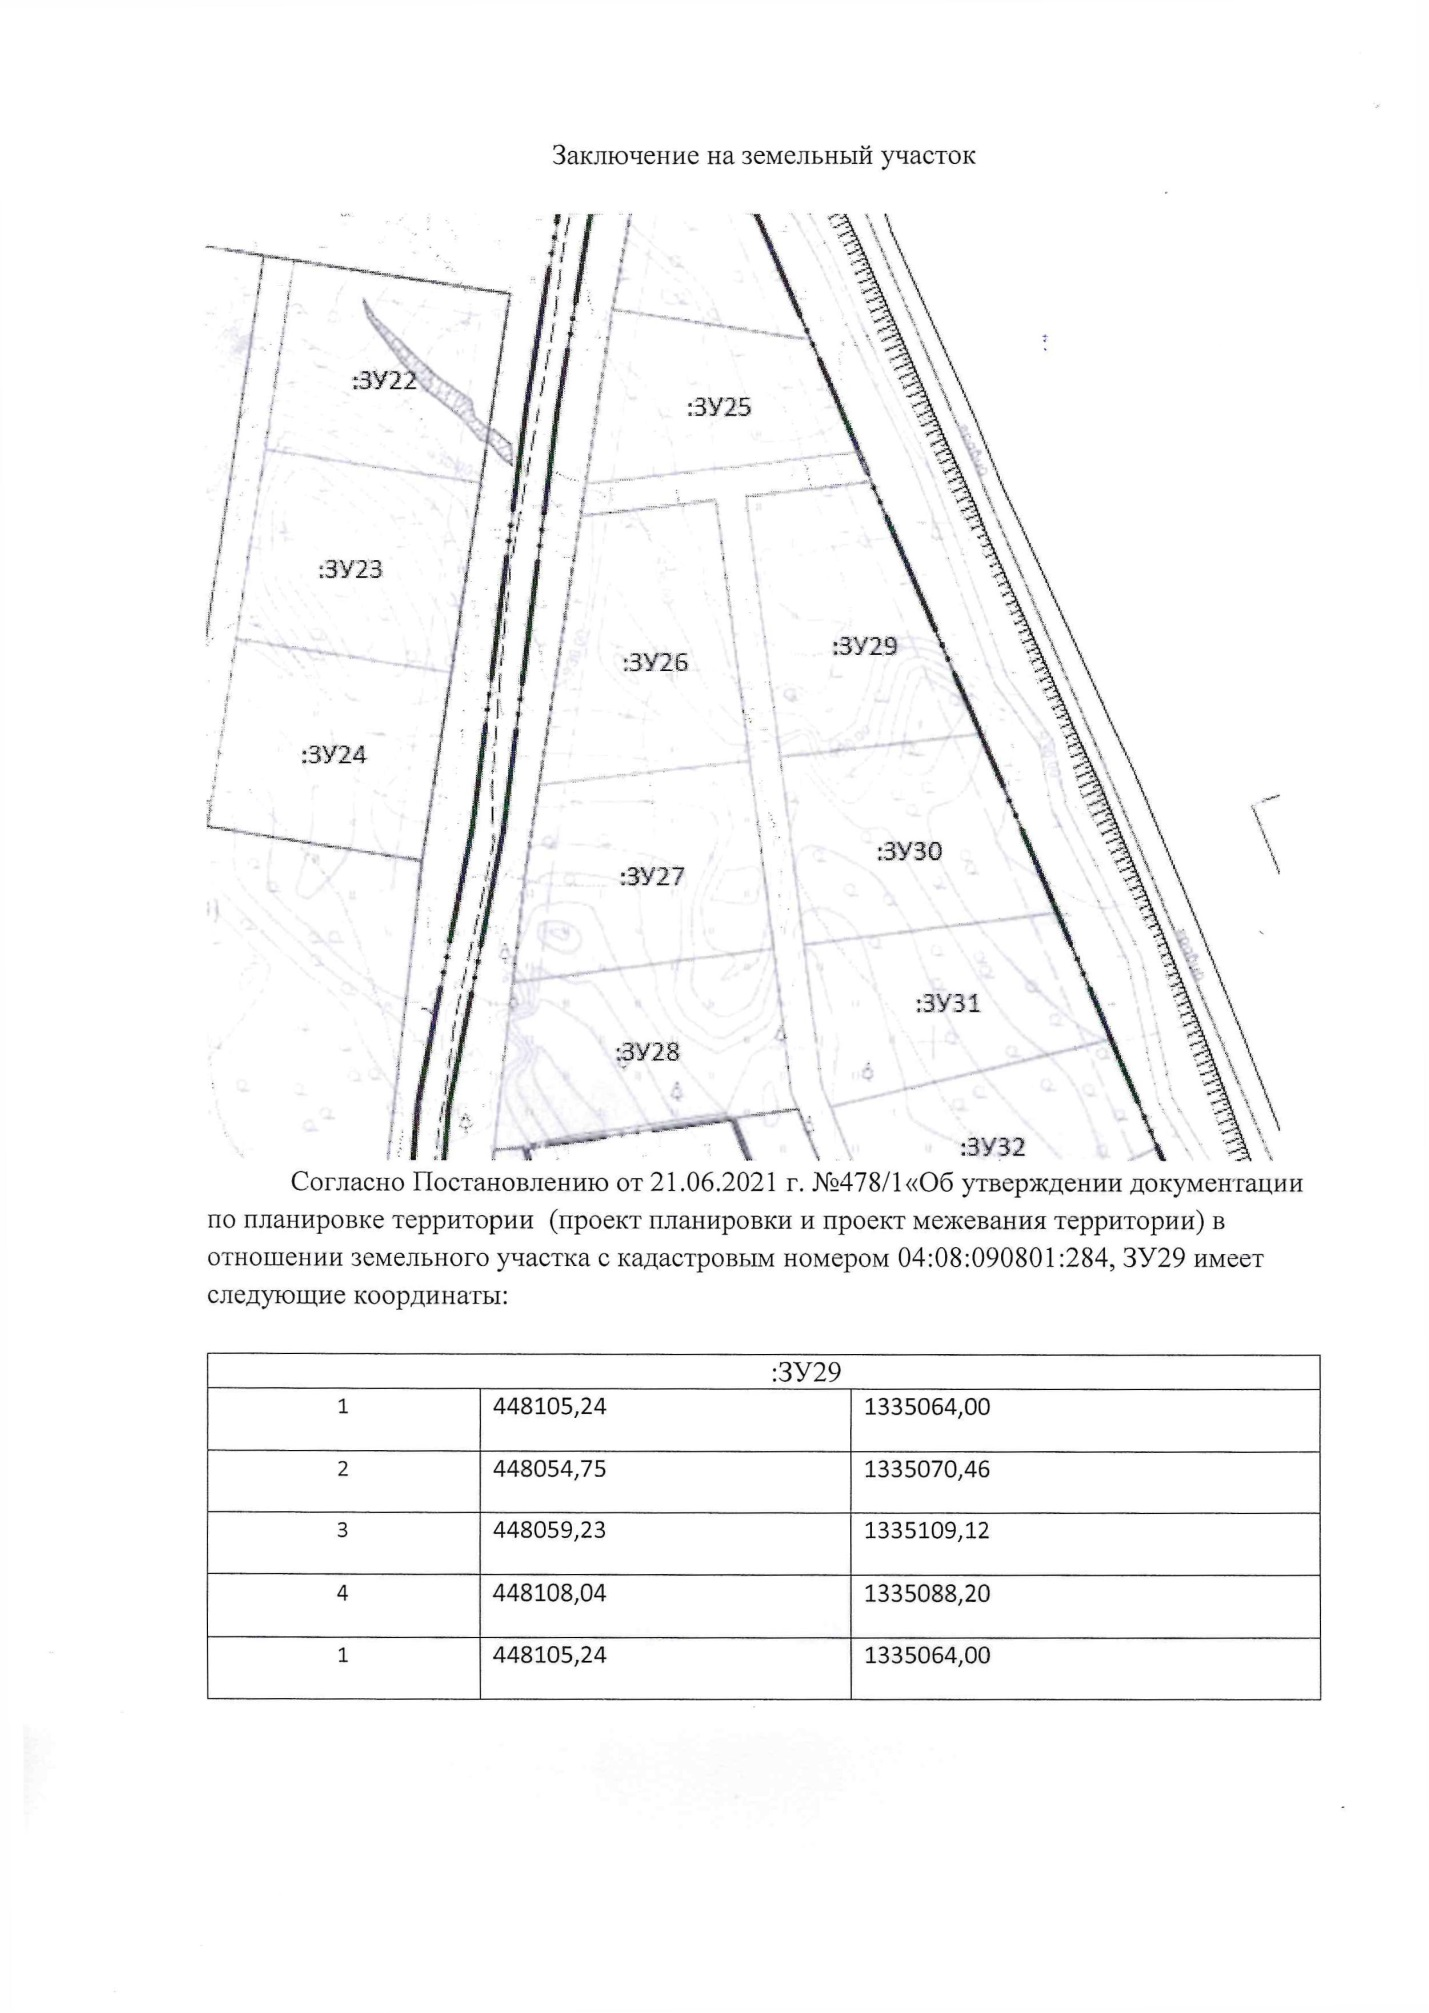 Заключение на земельный участок
:ЗУ22
:ЗУ25
:ЗУ23
:ЗУ29
:ЗУ26
:ЗУ24
:ЗУ30
:ЗУ27
:ЗУ31
:ЗУ28
:ЗУ32
Согласно Постановлению от 21.06.2021 г. №478/1«Об утверждении документации
по планировке территории (проект планировки и проект межевания территории) в
отношении земельного участка с кадастровым номером 04:08:090801:284, ЗУ29 имеет
следующие координаты:
:ЗУ29
1 448105,24 1335064,00
2 448054,75 1335070,46
3 448059,23 1335109,12
4 448108,04 1335088,20
1 448105,24 1335064,00